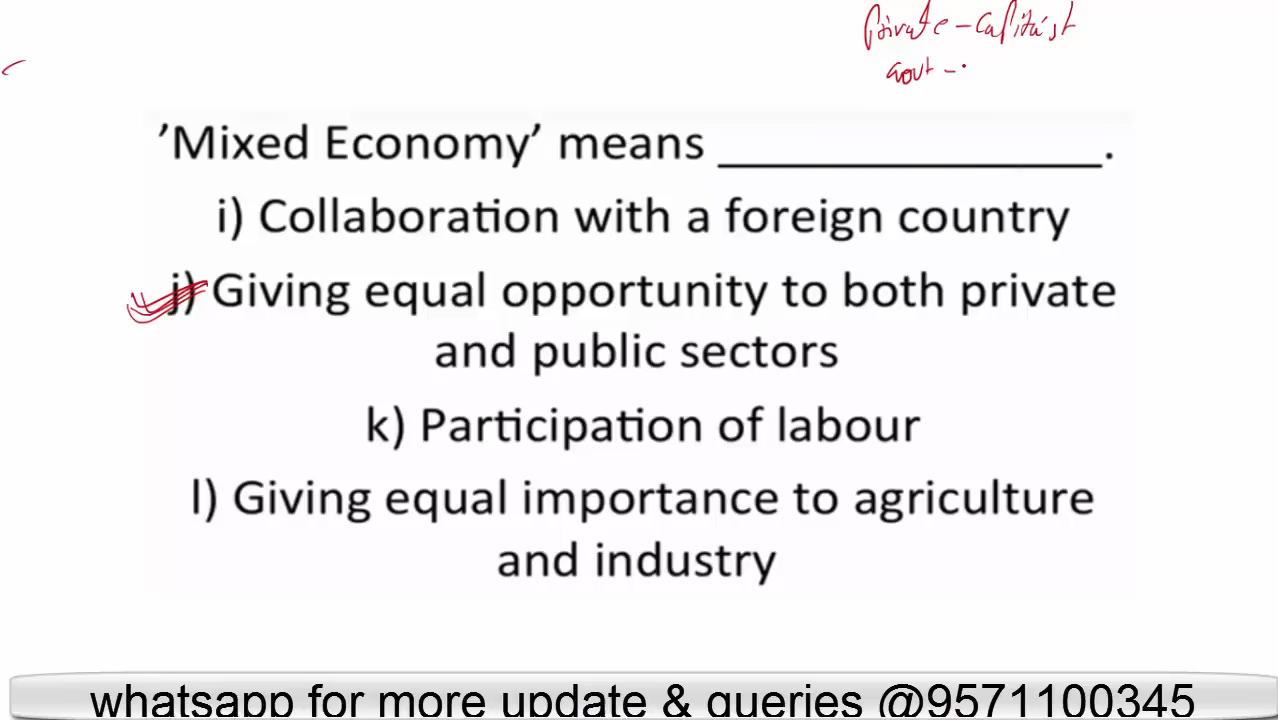 Private - Capitalist
Govt -
’Mixed Economy’ means _______________.
i) Collaboration with a foreign country
j) Giving equal opportunity to both private
and public sectors
k) Participation of labour
l) Giving equal importance to agriculture
and industry
whatsapp for more update & queries @9571100345